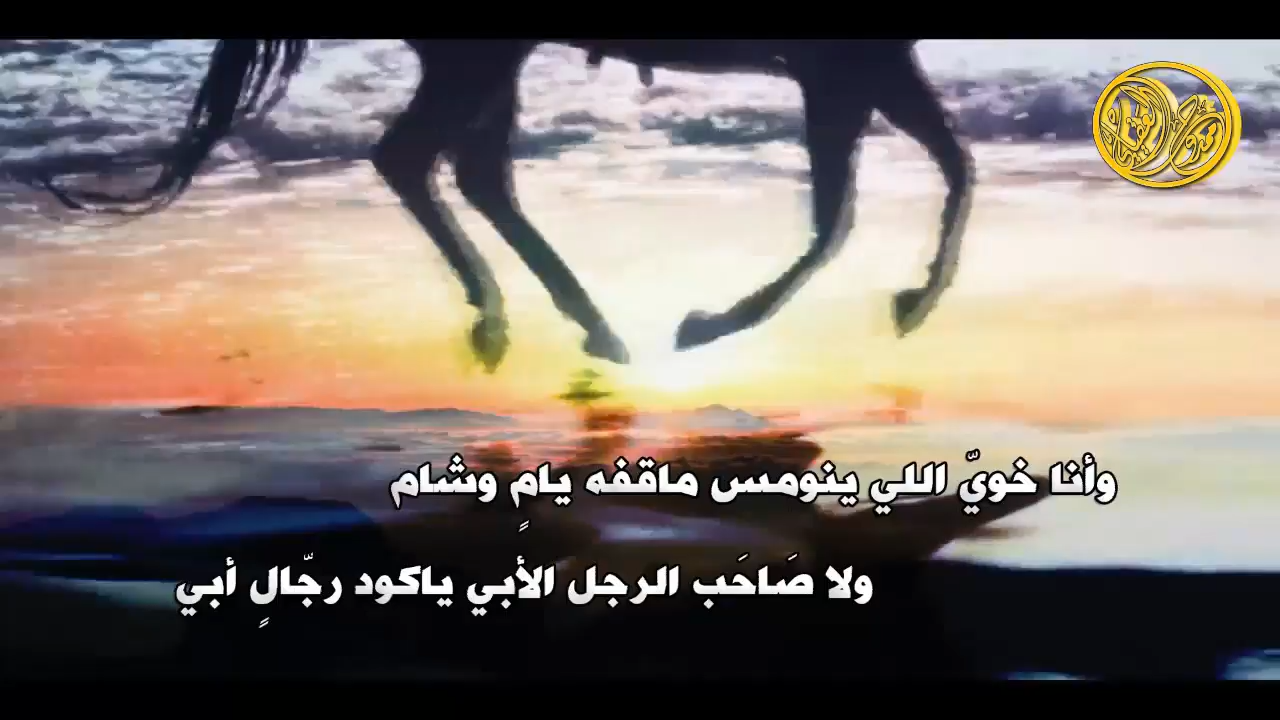 وأنا خويّ اللي ينومس ماقفه يامٍ وشام
ولا صَاحَب الرجل الأبي ياكود رجّالٍ أبي